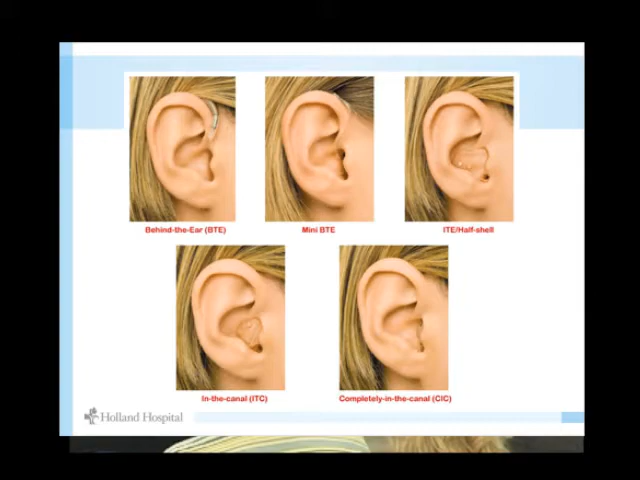 Behind-the-Ear (BTE)
Mini BTE
ITE/Half-shell
In-the-canal (ITC)
Completely-in-the-canal (CIC)
Holland Hospital